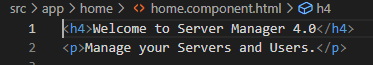 src > app > home > home.component.html > h4
1 <h4>Welcome to Server Manager 4.0</h4>
2 <p>Manage your Servers and Users.</p>